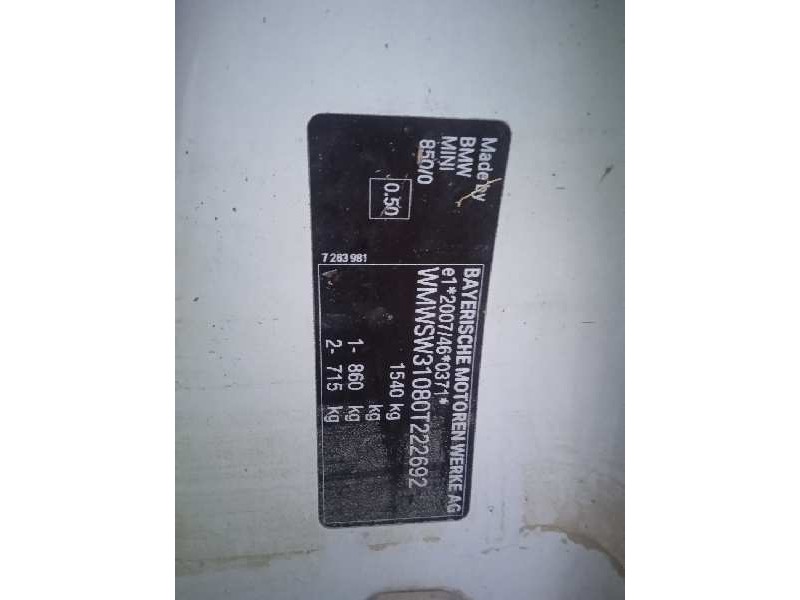 Made by
BMW
MINI
850/0
0.50
7 283 981
BAYERISCHE MOTOREN WERKE AG
e1*2007/46*0371*
WMWSW31080T222692
1540 kg
1- 860 kg
2- 715 kg